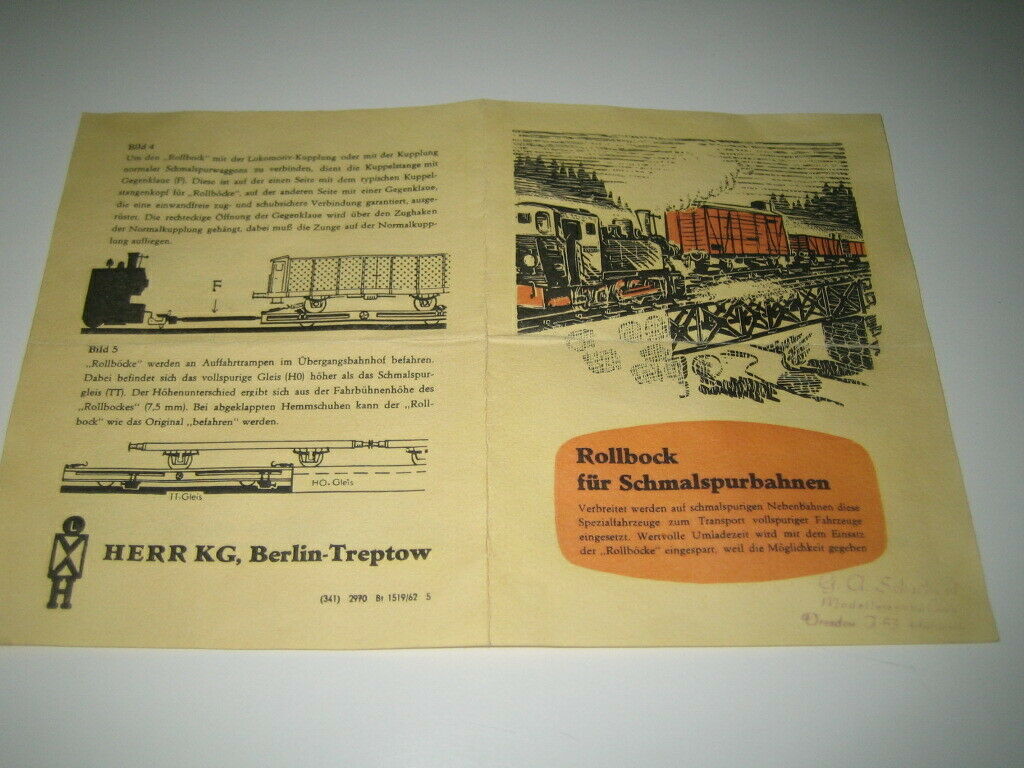 Bild 4
Um den „Rollbock" mit der Lokomotiv-Kupplung oder mit der Kupplung
normaler Schmalspurwaggons zu verbinden, dient die Kuppelstange mit
Gegenklaue (F). Diese ist auf der einen Seite mit dem typischen Kuppel-
stangenkopf für „Rollböcke", auf der anderen Seite mit einer Gegenklaue,
die eine einwandfreie zug- und schubsichere Verbindung garantiert, ausge-
rüstet. Die rechteckige Öffnung der Gegenklaue wird über den Zughaken
der Normalkupplung gehängt, dabei muß die Zunge auf der Normalkupp-
lung aufliegen.
F
Bild 5
„Rollböcke" werden an Auffahrtrampen im Übergangsbahnhof befahren.
Dabei befindet sich das vollspurige Gleis (H0) höher als das Schmalspur-
gleis (TT). Der Höhenunterschied ergibt sich aus der Fahrbühnenhöhe des
„Rollbockes" (7,5 mm). Bei abgeklappten Hemmschuhen kann der „Roll-
bock" wie das Original „befahren" werden.
HO-Gleis
TT-Gleis
L
H
HERR KG, Berlin-Treptow
(341) 2970 Bt 1519/62 5
Rollbock
für Schmalspurbahnen
Verbreitet werden auf schmalspurigen Nebenbahnen diese
Spezialfahrzeuge zum Transport vollspuriger Fahrzeuge
eingesetzt. Wertvolle Umladezeit wird mit dem Einsatz
der „Rollböcke" eingespart, weil die Möglichkeit gegeben
Dresden